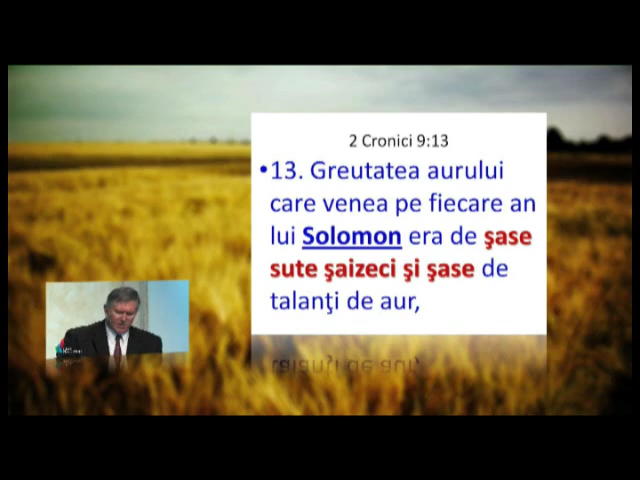 2 Cronici 9:13
•13. Greutatea aurului
care venea pe fiecare an
lui Solomon era de şase
sute şaizeci şi şase de
talanţi de aur,